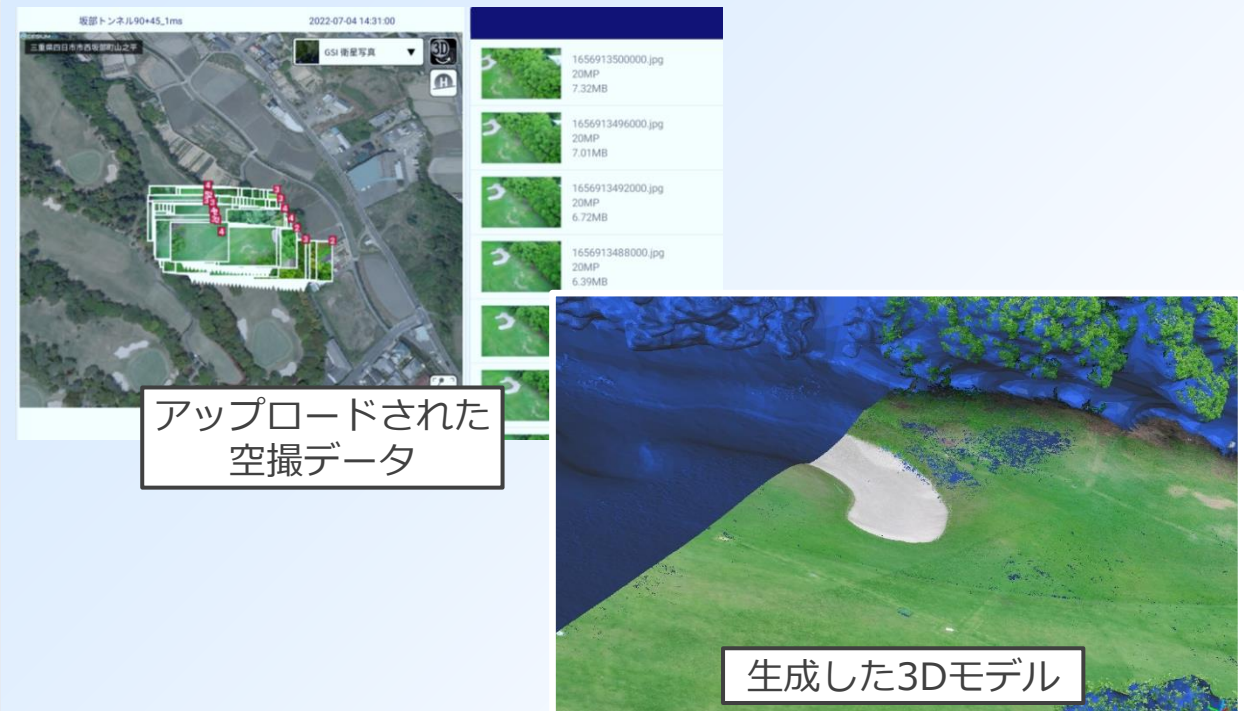 坂部トンネル90+45_1ms
2022-07-04 14:31:00
三重県四日市市西坂部町山之平
GSI 衛星写真
3D
H
1656913500000.jpg
20MP
7.32MB
1656913496000.jpg
20MP
7.01MB
1656913492000.jpg
20MP
6.72MB
1656913488000.jpg
20MP
6.39MB
アップロードされた
空撮データ
生成した3Dモデル